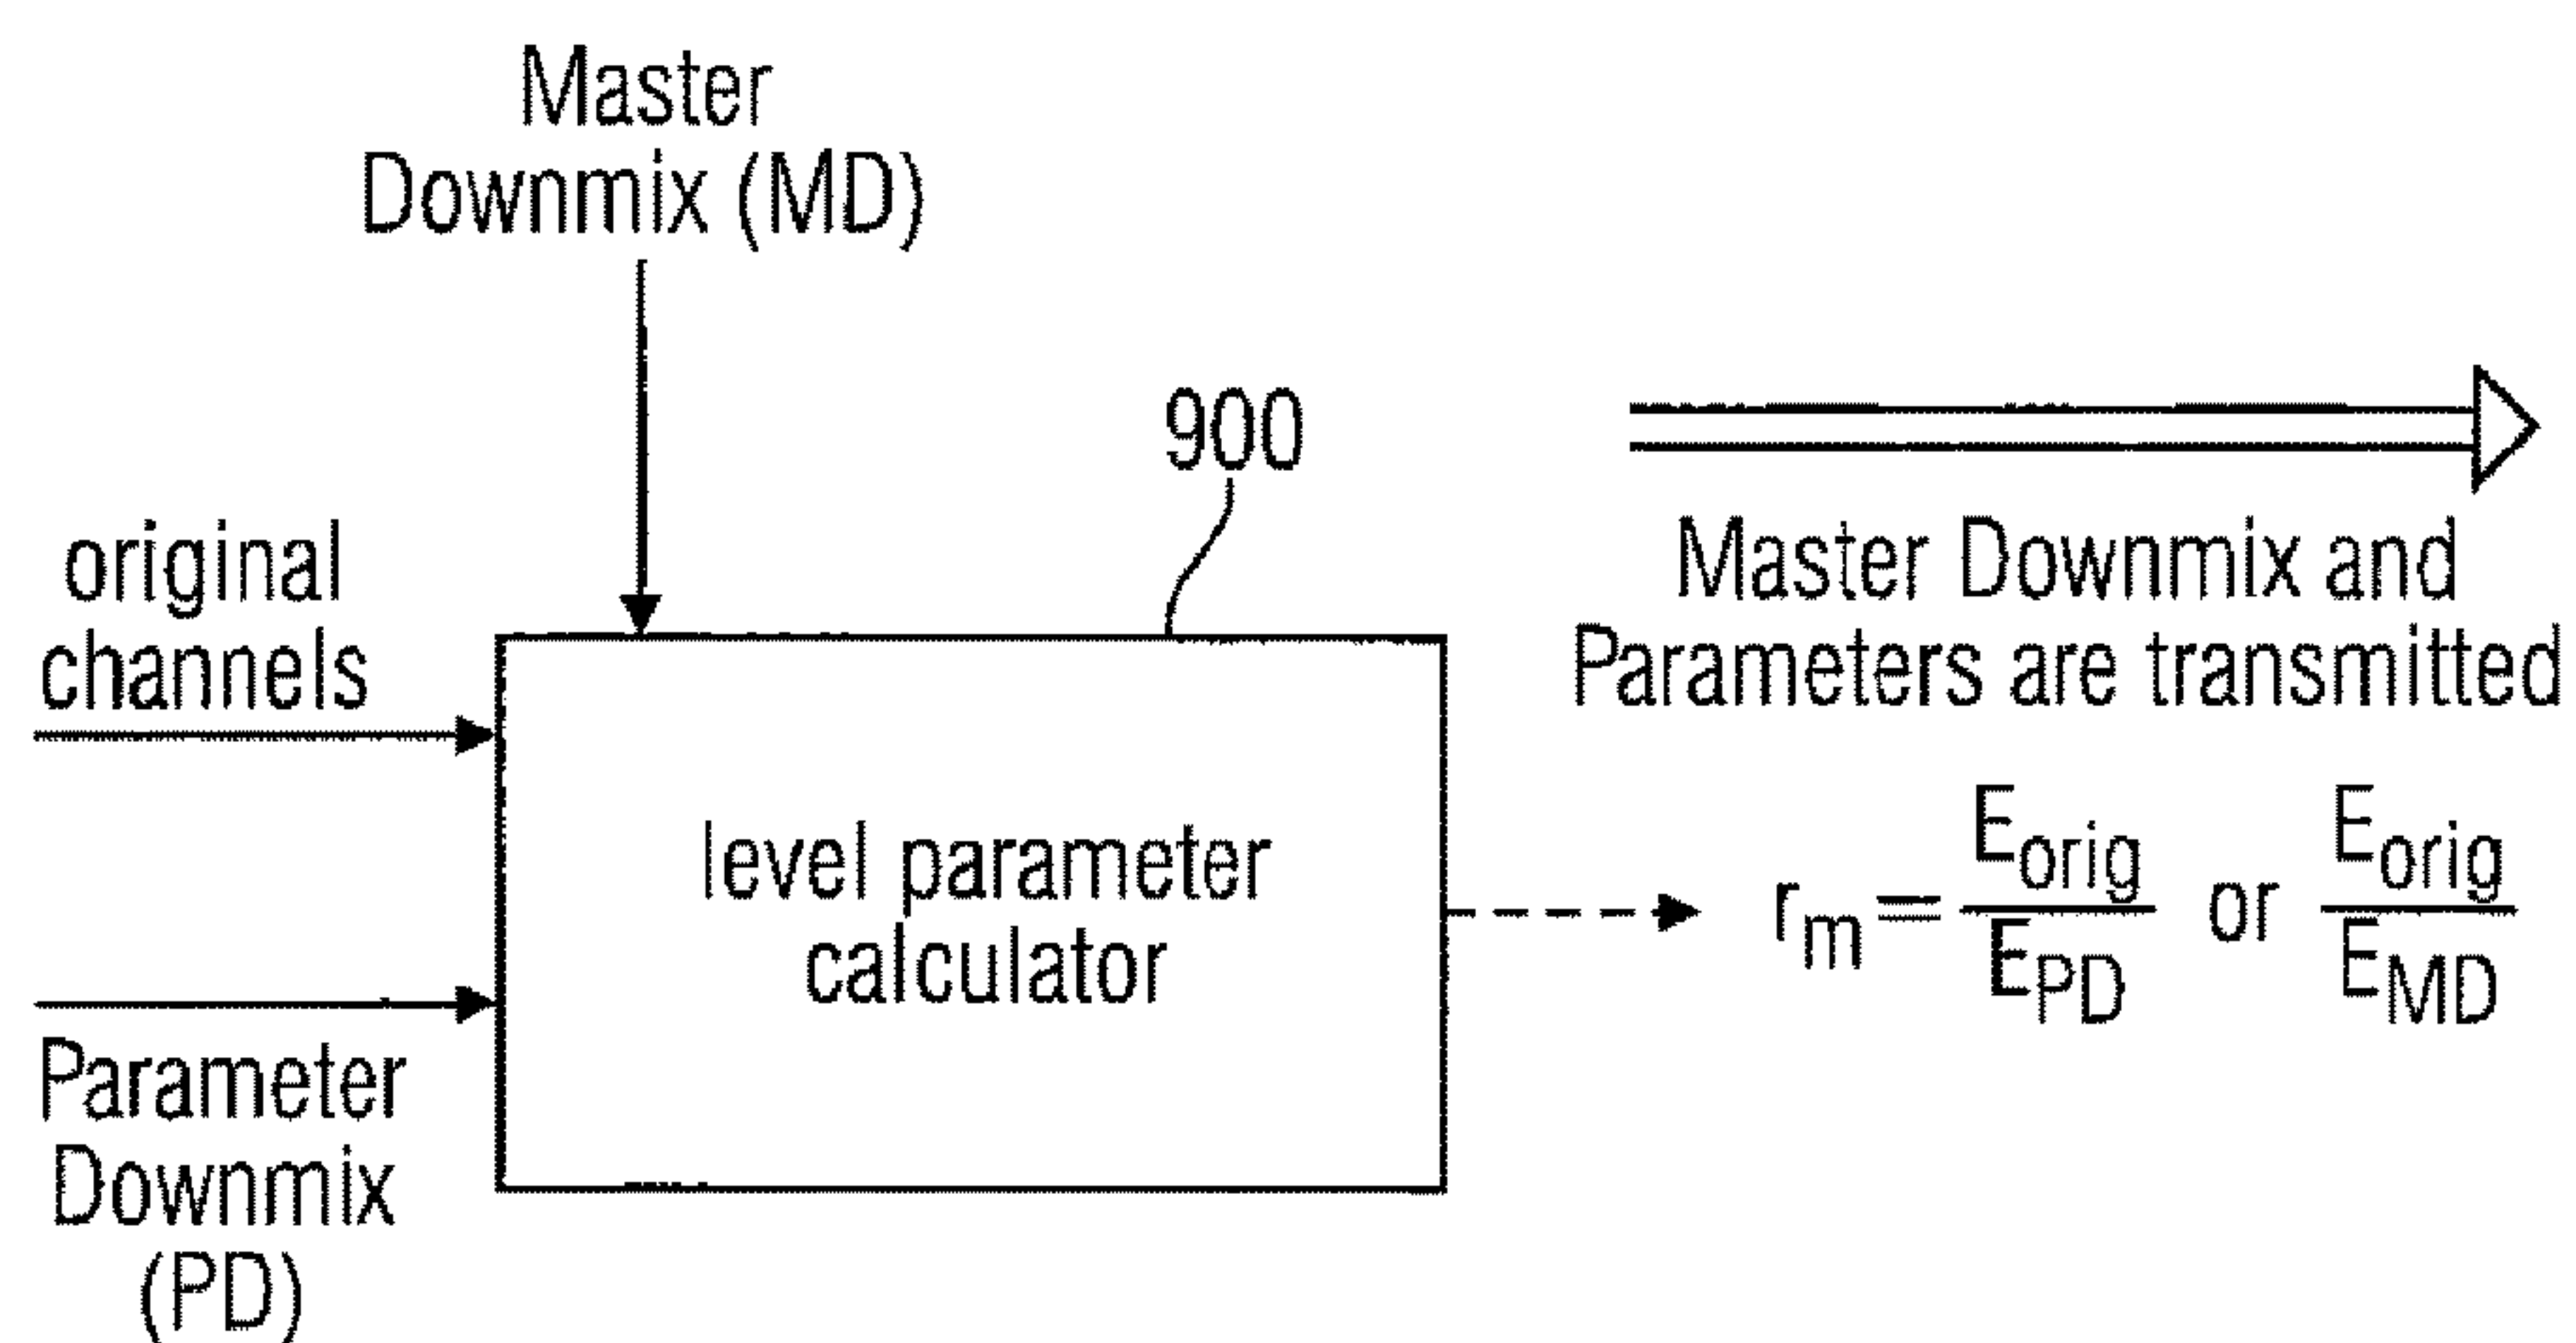 Master
Downmix (MD)
900
original
channels
Master Downmix and
Parameters are transmitted
level parameter
calculator
r_m = E_orig/E_PD or E_orig/E_MD
Parameter
Downmix
(PD)